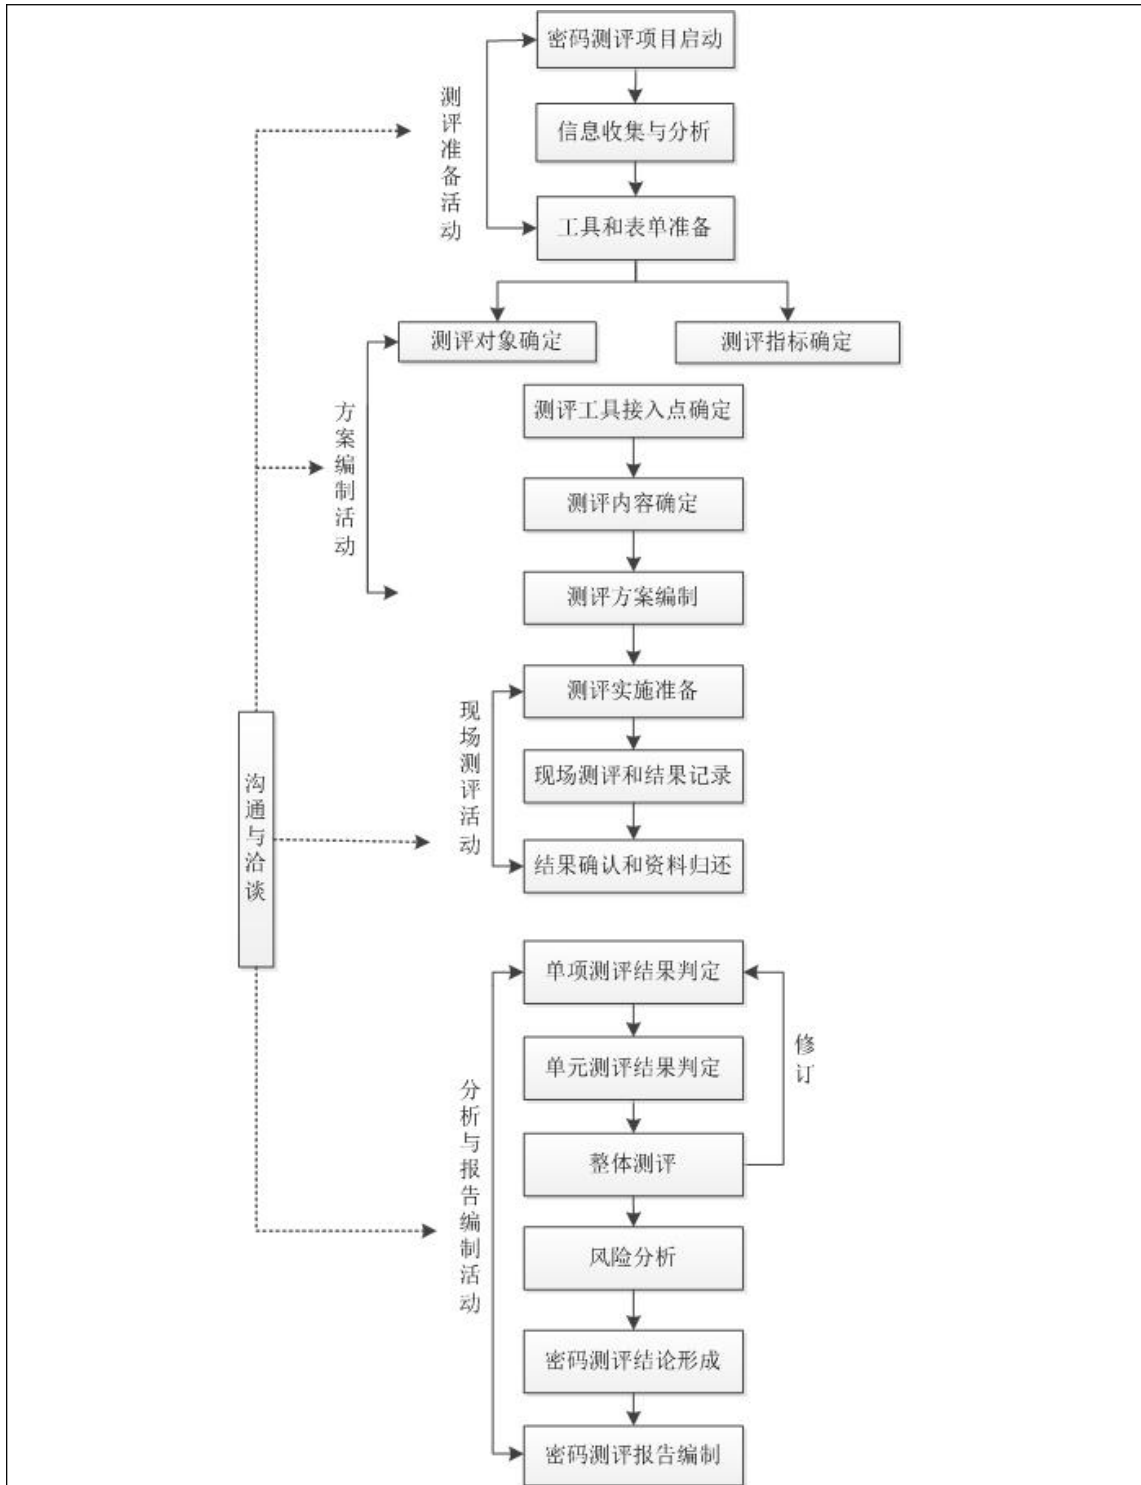 密码测评项目启动
测评准备活动
信息收集与分析
工具和表单准备
测评对象确定
测评指标确定
方案编制活动
测评工具接入点确定
测评内容确定
测评方案编制
沟通与洽谈
现场测评活动
测评实施准备
现场测评和结果记录
结果确认和资料归还
分析与报告编制活动
单项测评结果判定
修订
单元测评结果判定
整体测评
风险分析
密码测评结论形成
密码测评报告编制